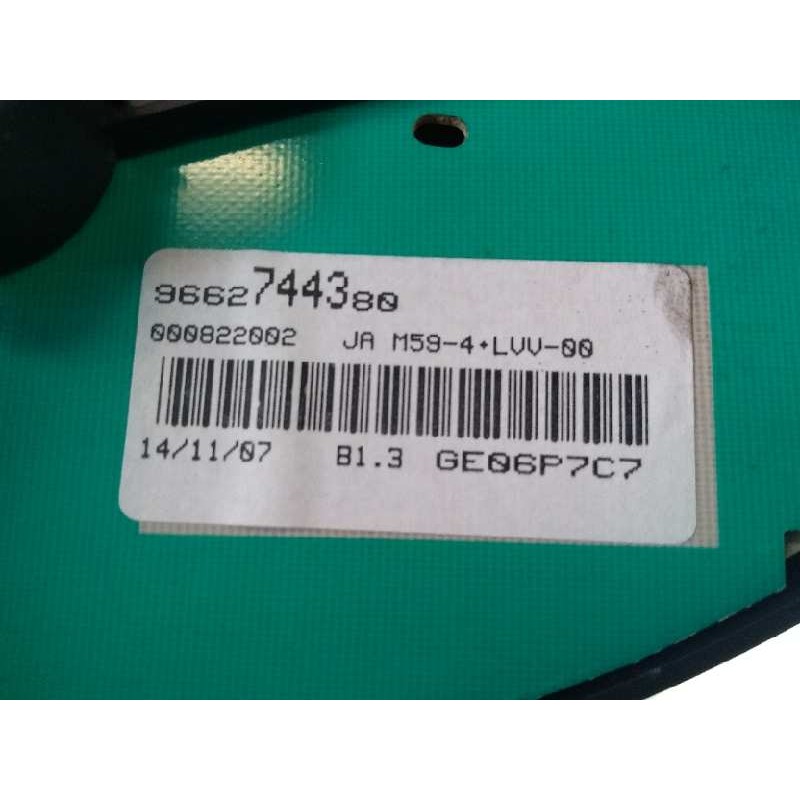 9662744380
000822002 JA M59-4+LVV-00
14/11/07 B1.3 GE06P7C7